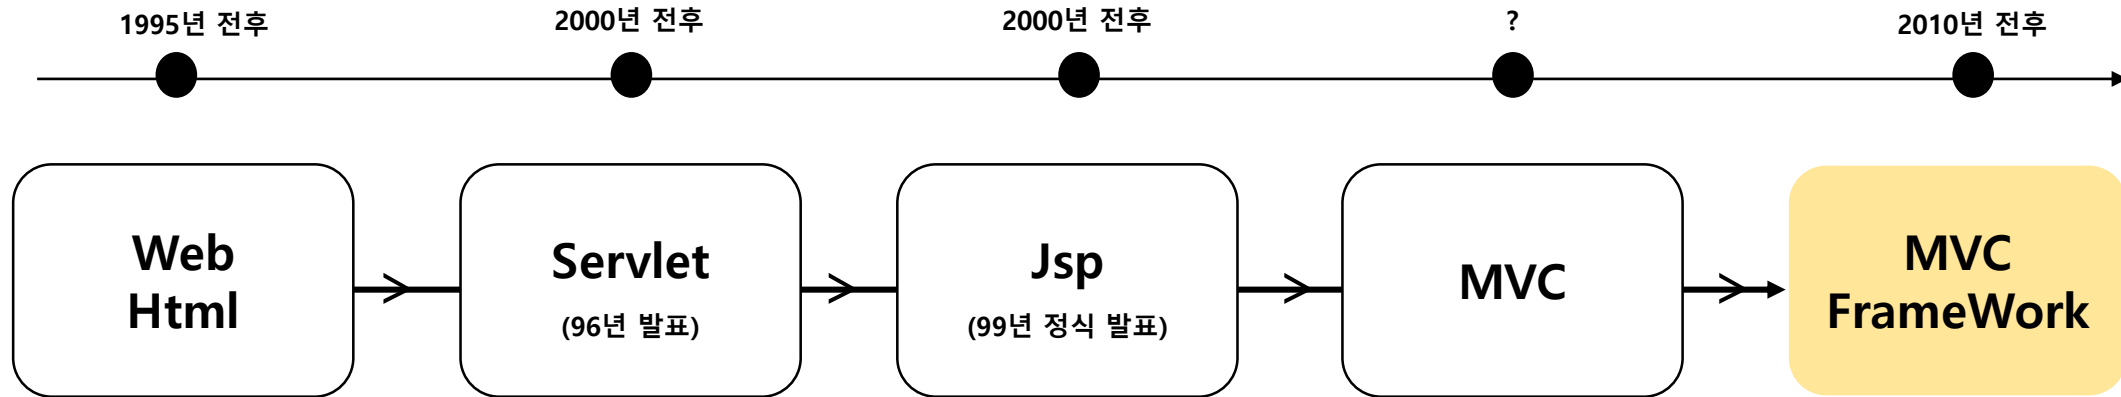 1995년 전후
2000년 전후
2000년 전후
?
2010년 전후
Web
Html
Servlet
(96년 발표)
Jsp
(99년 정식 발표)
MVC
MVC
FrameWork